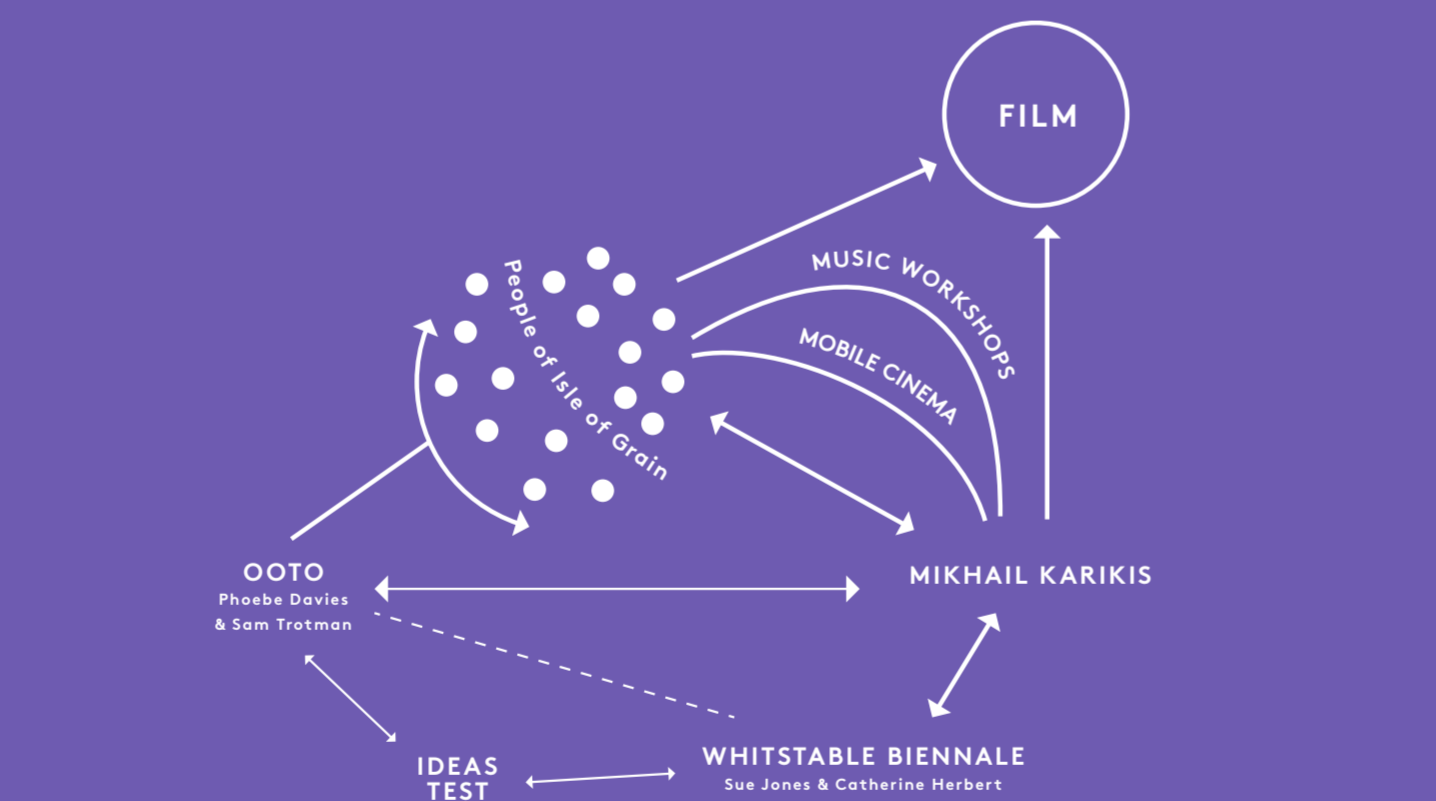 FILM
MUSIC WORKSHOPS
People of Isle of Grain
MOBILE CINEMA
OOTO
Phoebe Davies
& Sam Trotman
MIKHAIL KARIKIS
IDEAS
TEST
WHITSTABLE BIENNALE
Sue Jones & Catherine Herbert